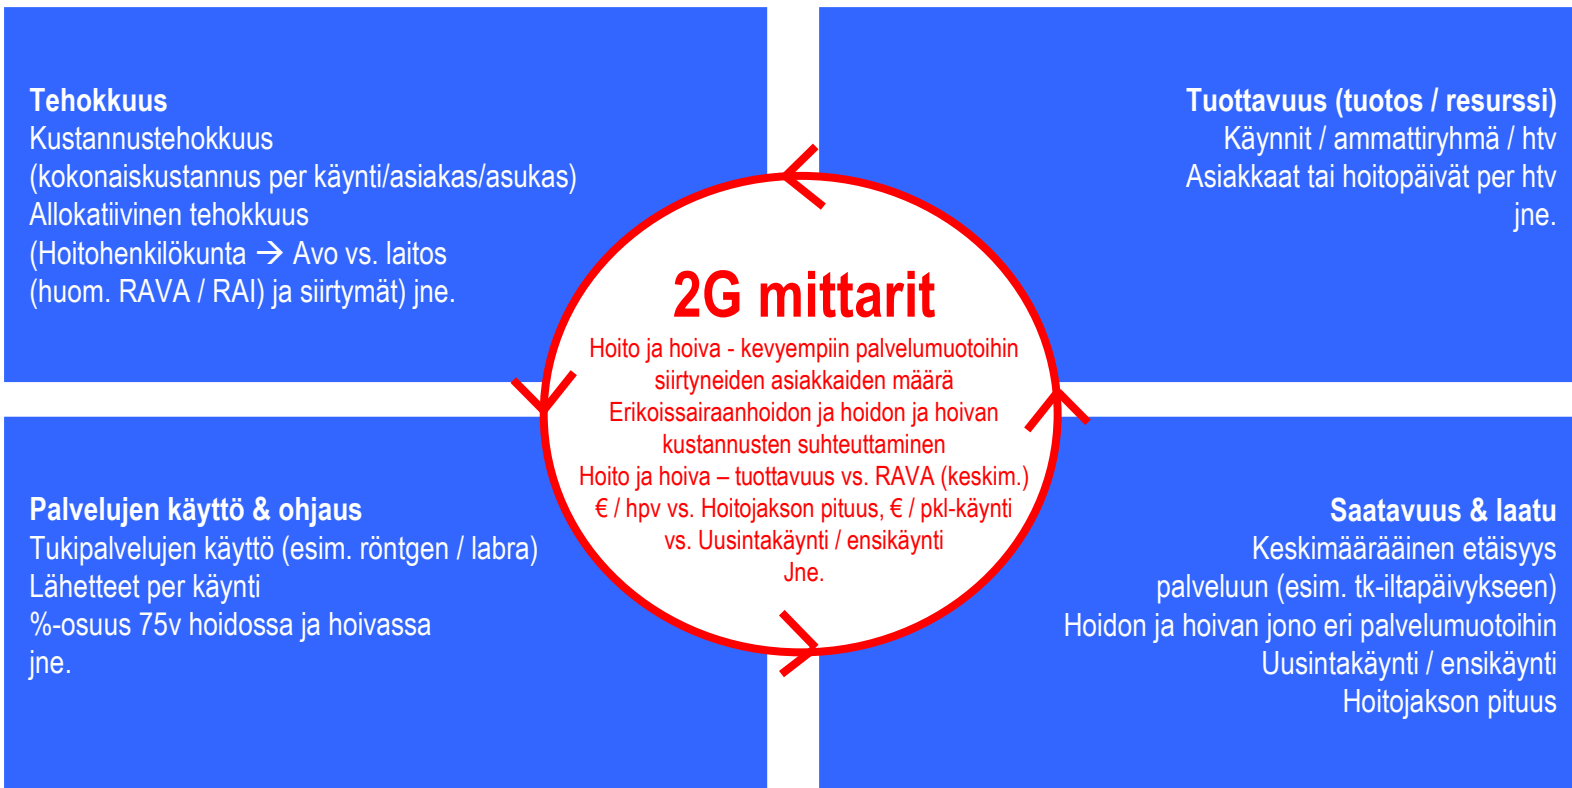 Tehokkuus
Kustannustehokkuus
(kokonaiskustannus per käynti/asiakas/asukas)
Allokatiivinen tehokkuus
(Hoitohenkilökunta → Avo vs. laitos
(huom. RAVA / RAI) ja siirtymät) jne.
Tuottavuus (tuotos / resurssi)
Käynnit / ammattiryhmä / htv
Asiakkaat tai hoitopäivät per htv
jne.
2G mittarit
Hoito ja hoiva - kevyempiin palvelumuotoihin
siirtyneiden asiakkaiden määrä
Erikoissairaanhoidon ja hoidon ja hoivan
kustannusten suhteuttaminen
Hoito ja hoiva – tuottavuus vs. RAVA (keskim.)
€ / hpv vs. Hoitojakson pituus, € / pkl-käynti
vs. Uusintakäynti / ensikäynti
Jne.
Palvelujen käyttö & ohjaus
Tukipalvelujen käyttö (esim. röntgen / labra)
Lähetteet per käynti
%-osuus 75v hoidossa ja hoivassa
jne.
Saatavuus & laatu
Keskimäärääinen etäisyys
palveluun (esim. tk-iltapäivykseen)
Hoidon ja hoivan jono eri palvelumuotoihin
Uusintakäynti / ensikäynti
Hoitojakson pituus